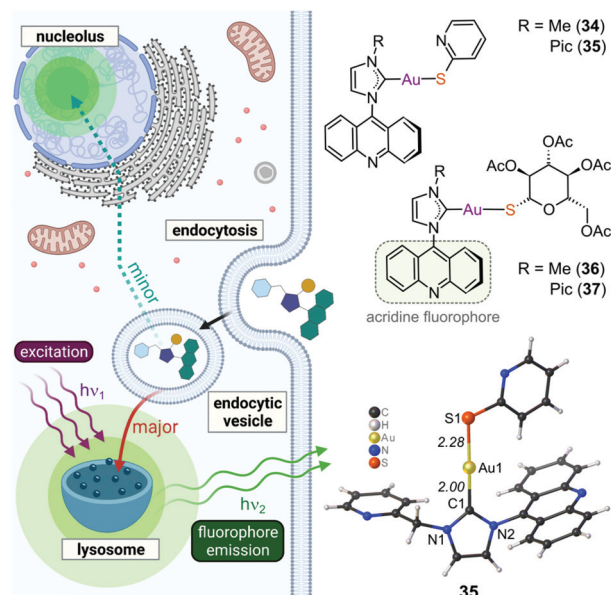 nucleolus
endocytosis
minor
excitation
hν₁
major
endocytic
vesicle
lysosome
hν₂
fluorophore
emission
R = Me (34)
Pic (35)
R
N
N
Au
S
N
N
OAc
AcO
OAc
R
N
N
Au
S
O
OAc
N
acridine fluorophore
R = Me (36)
Pic (37)
C
H
Au
N
S
S1
2.28
Au1
2.00
C1
N1
N2
35